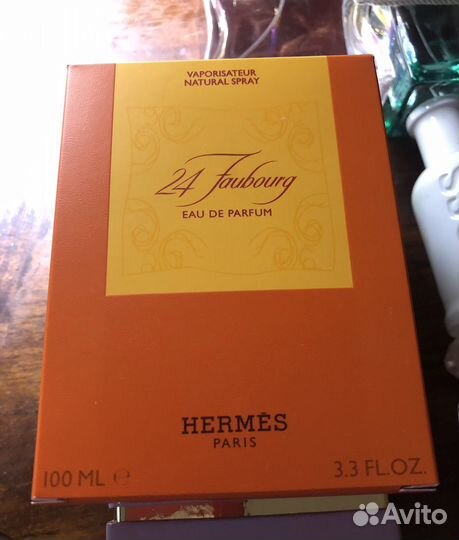 VAPORISATEUR
NATURAL SPRAY
24 Faubourg
EAU DE PARFUM
HERMÈS
PARIS
100 ML ℮ 3.3 FL.OZ.
Avito